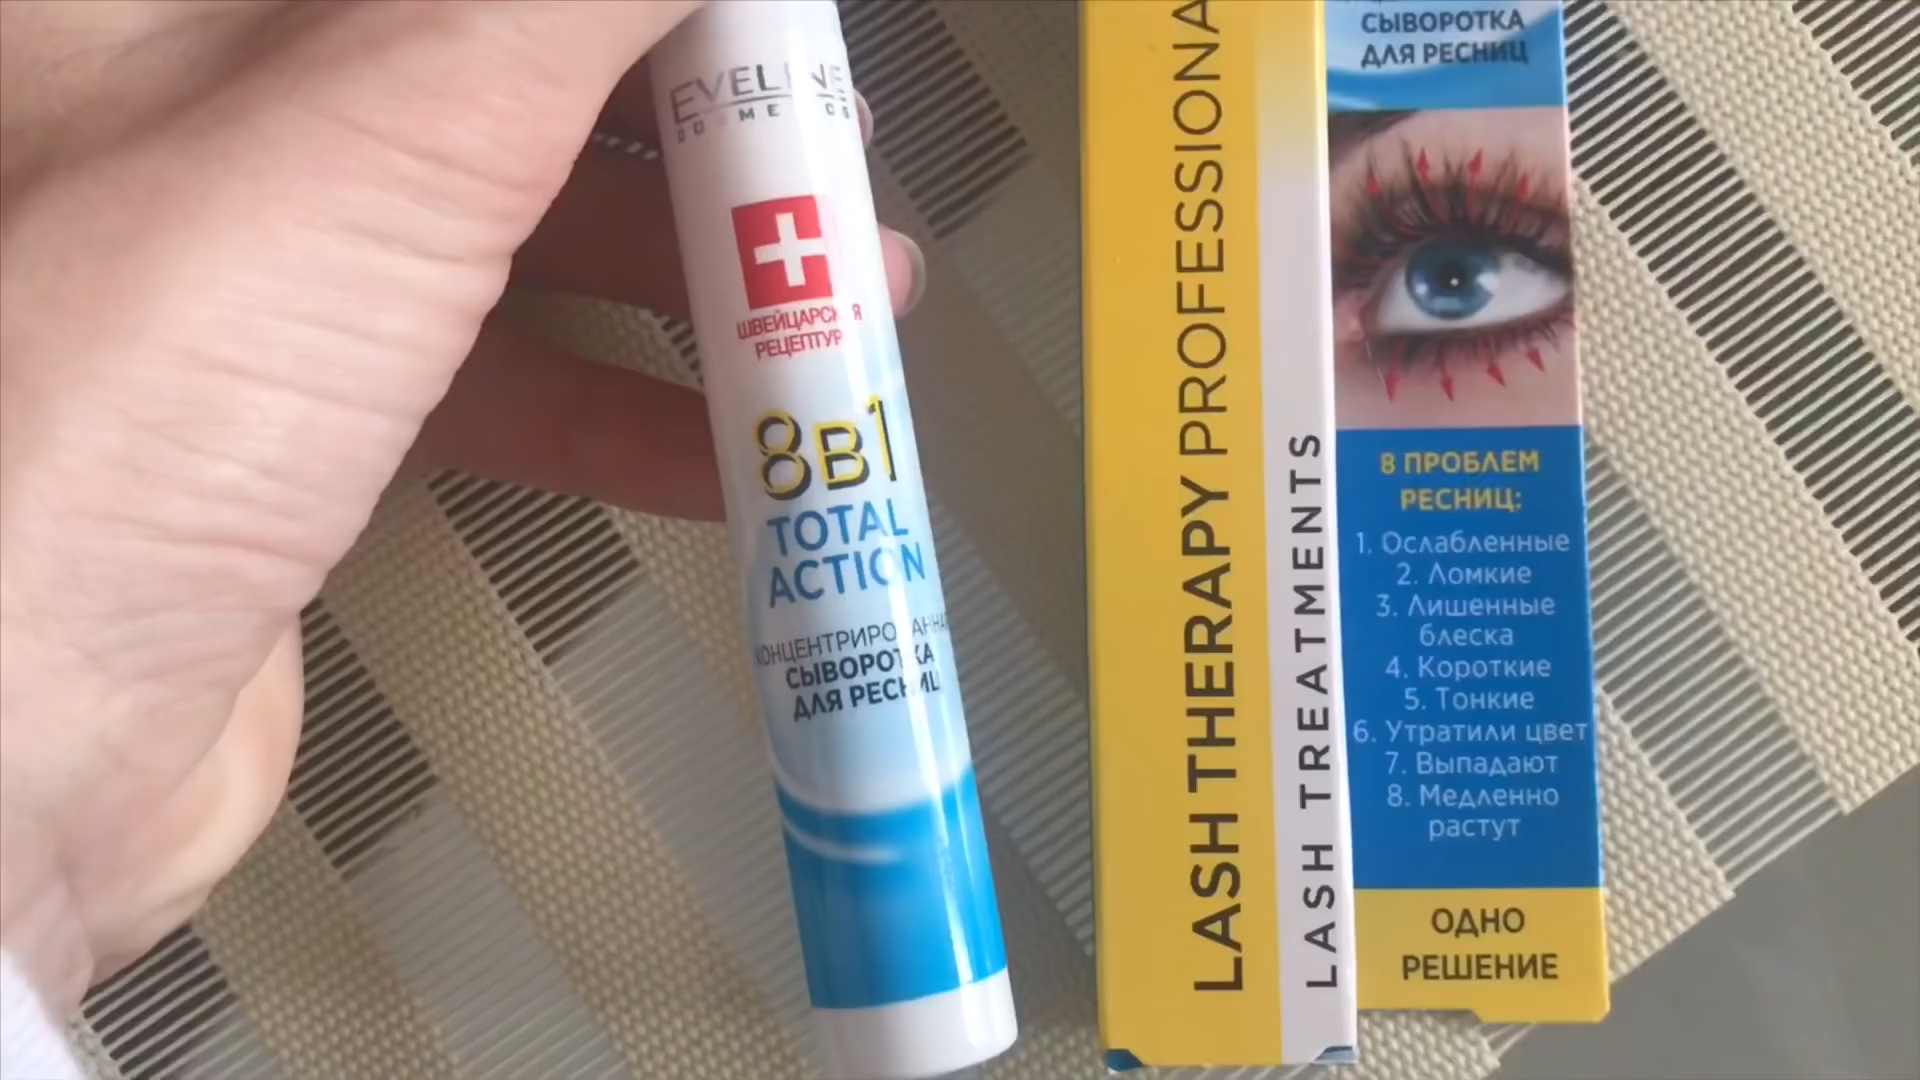 EVELINE
COSMETICS
ШВЕЙЦАРСКАЯ
РЕЦЕПТУРА
8в1
TOTAL
ACTION
КОНЦЕНТРИРОВАННАЯ
СЫВОРОТКА
ДЛЯ РЕСНИЦ
LASH THERAPY PROFESSIONA
LASH TREATMENTS
СЫВОРОТКА
ДЛЯ РЕСНИЦ
8 ПРОБЛЕМ
РЕСНИЦ:
1. Ослабленные
2. Ломкие
3. Лишенные
блеска
4. Короткие
5. Тонкие
6. Утратили цвет
7. Выпадают
8. Медленно
растут
ОДНО
РЕШЕНИЕ